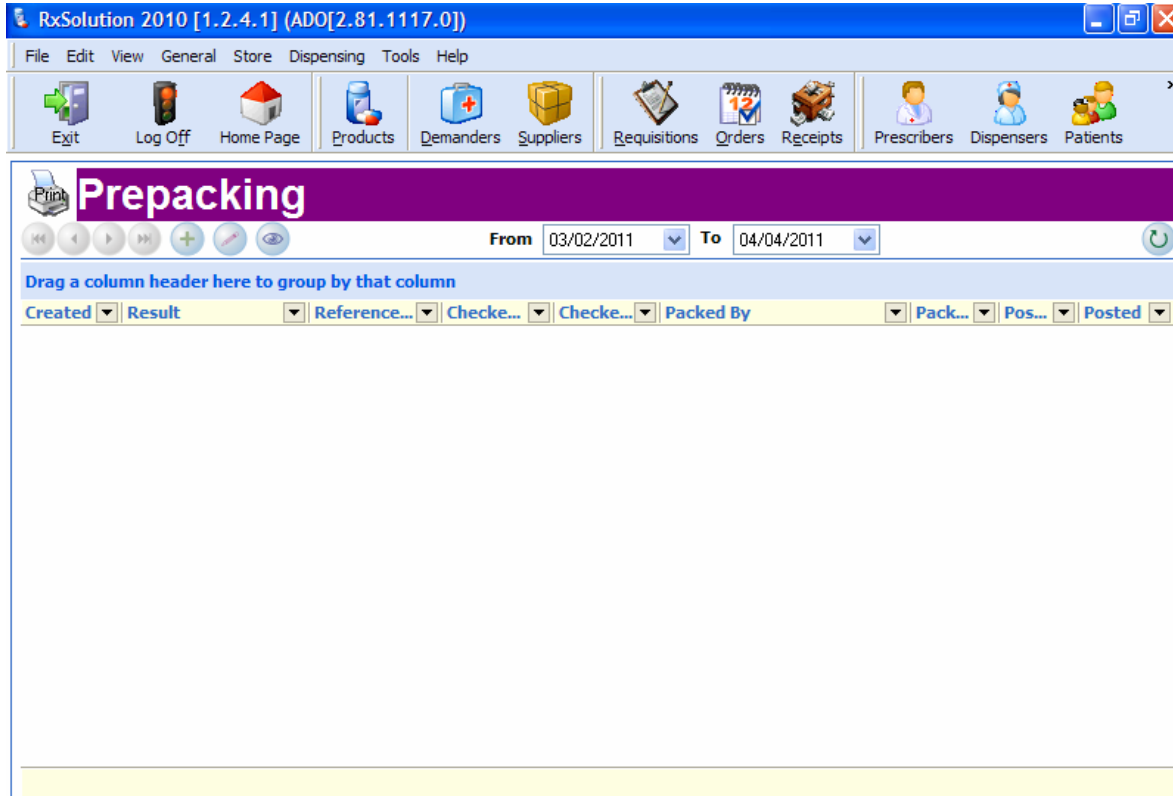 RxSolution 2010 [1.2.4.1] (ADO[2.81.1117.0])
File Edit View General Store Dispensing Tools Help
12
Exit Log Off Home Page Products Demanders Suppliers Requisitions Orders Receipts Prescribers Dispensers Patients
Print Prepacking
From 03/02/2011 To 04/04/2011
Drag a column header here to group by that column
Created Result Reference... Checke... Checke... Packed By Pack... Pos... Posted